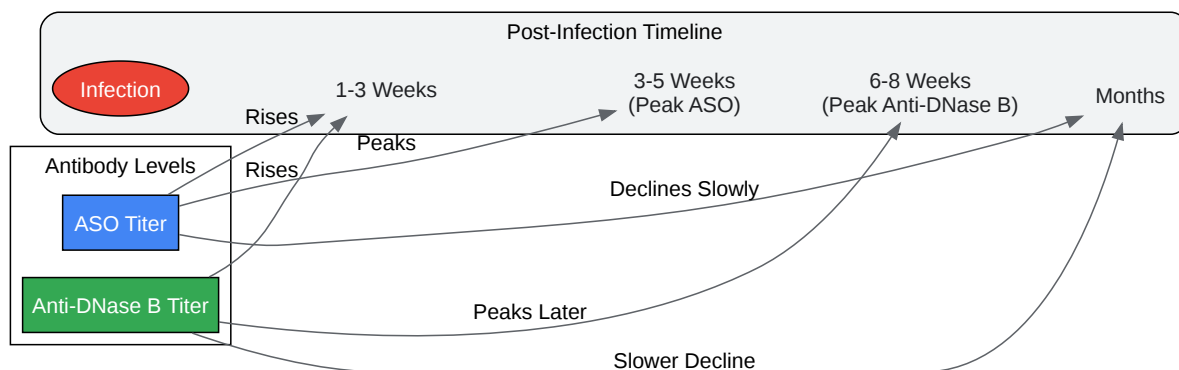 Post-Infection Timeline
Infection
1-3 Weeks
3-5 Weeks
(Peak ASO)
6-8 Weeks
(Peak Anti-DNase B)
Months
Rises
Peaks
Rises
Antibody Levels
ASO Titer
Declines Slowly
Anti-DNase B Titer
Peaks Later
Slower Decline